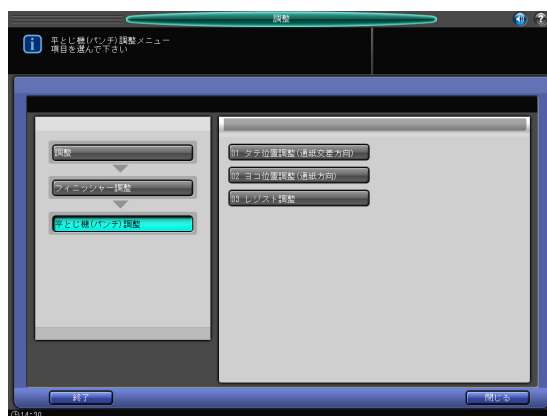 調整
平とじ機(パンチ)調整メニュー
項目を選んで下さい
調整
フィニッシャー調整
平とじ機(パンチ)調整
01 タテ位置調整(通紙交差方向)
02 ヨコ位置調整(通紙方向)
03 レジスト調整
終了
閉じる
14:30